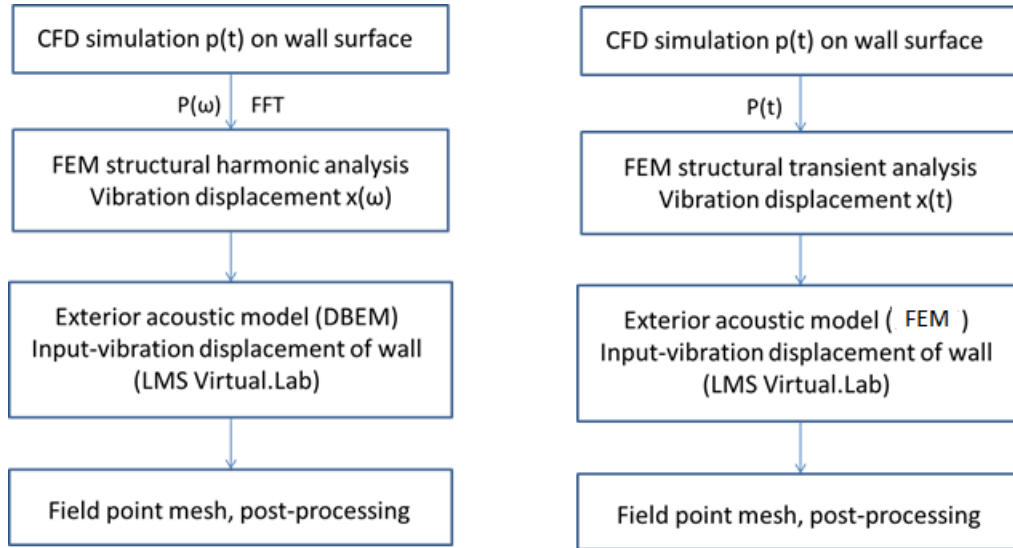 CFD simulation p(t) on wall surface
P(ω) FFT
FEM structural harmonic analysis
Vibration displacement x(ω)
Exterior acoustic model (DBEM)
Input-vibration displacement of wall
(LMS Virtual.Lab)
Field point mesh, post-processing
CFD simulation p(t) on wall surface
P(t)
FEM structural transient analysis
Vibration displacement x(t)
Exterior acoustic model ( FEM )
Input-vibration displacement of wall
(LMS Virtual.Lab)
Field point mesh, post-processing